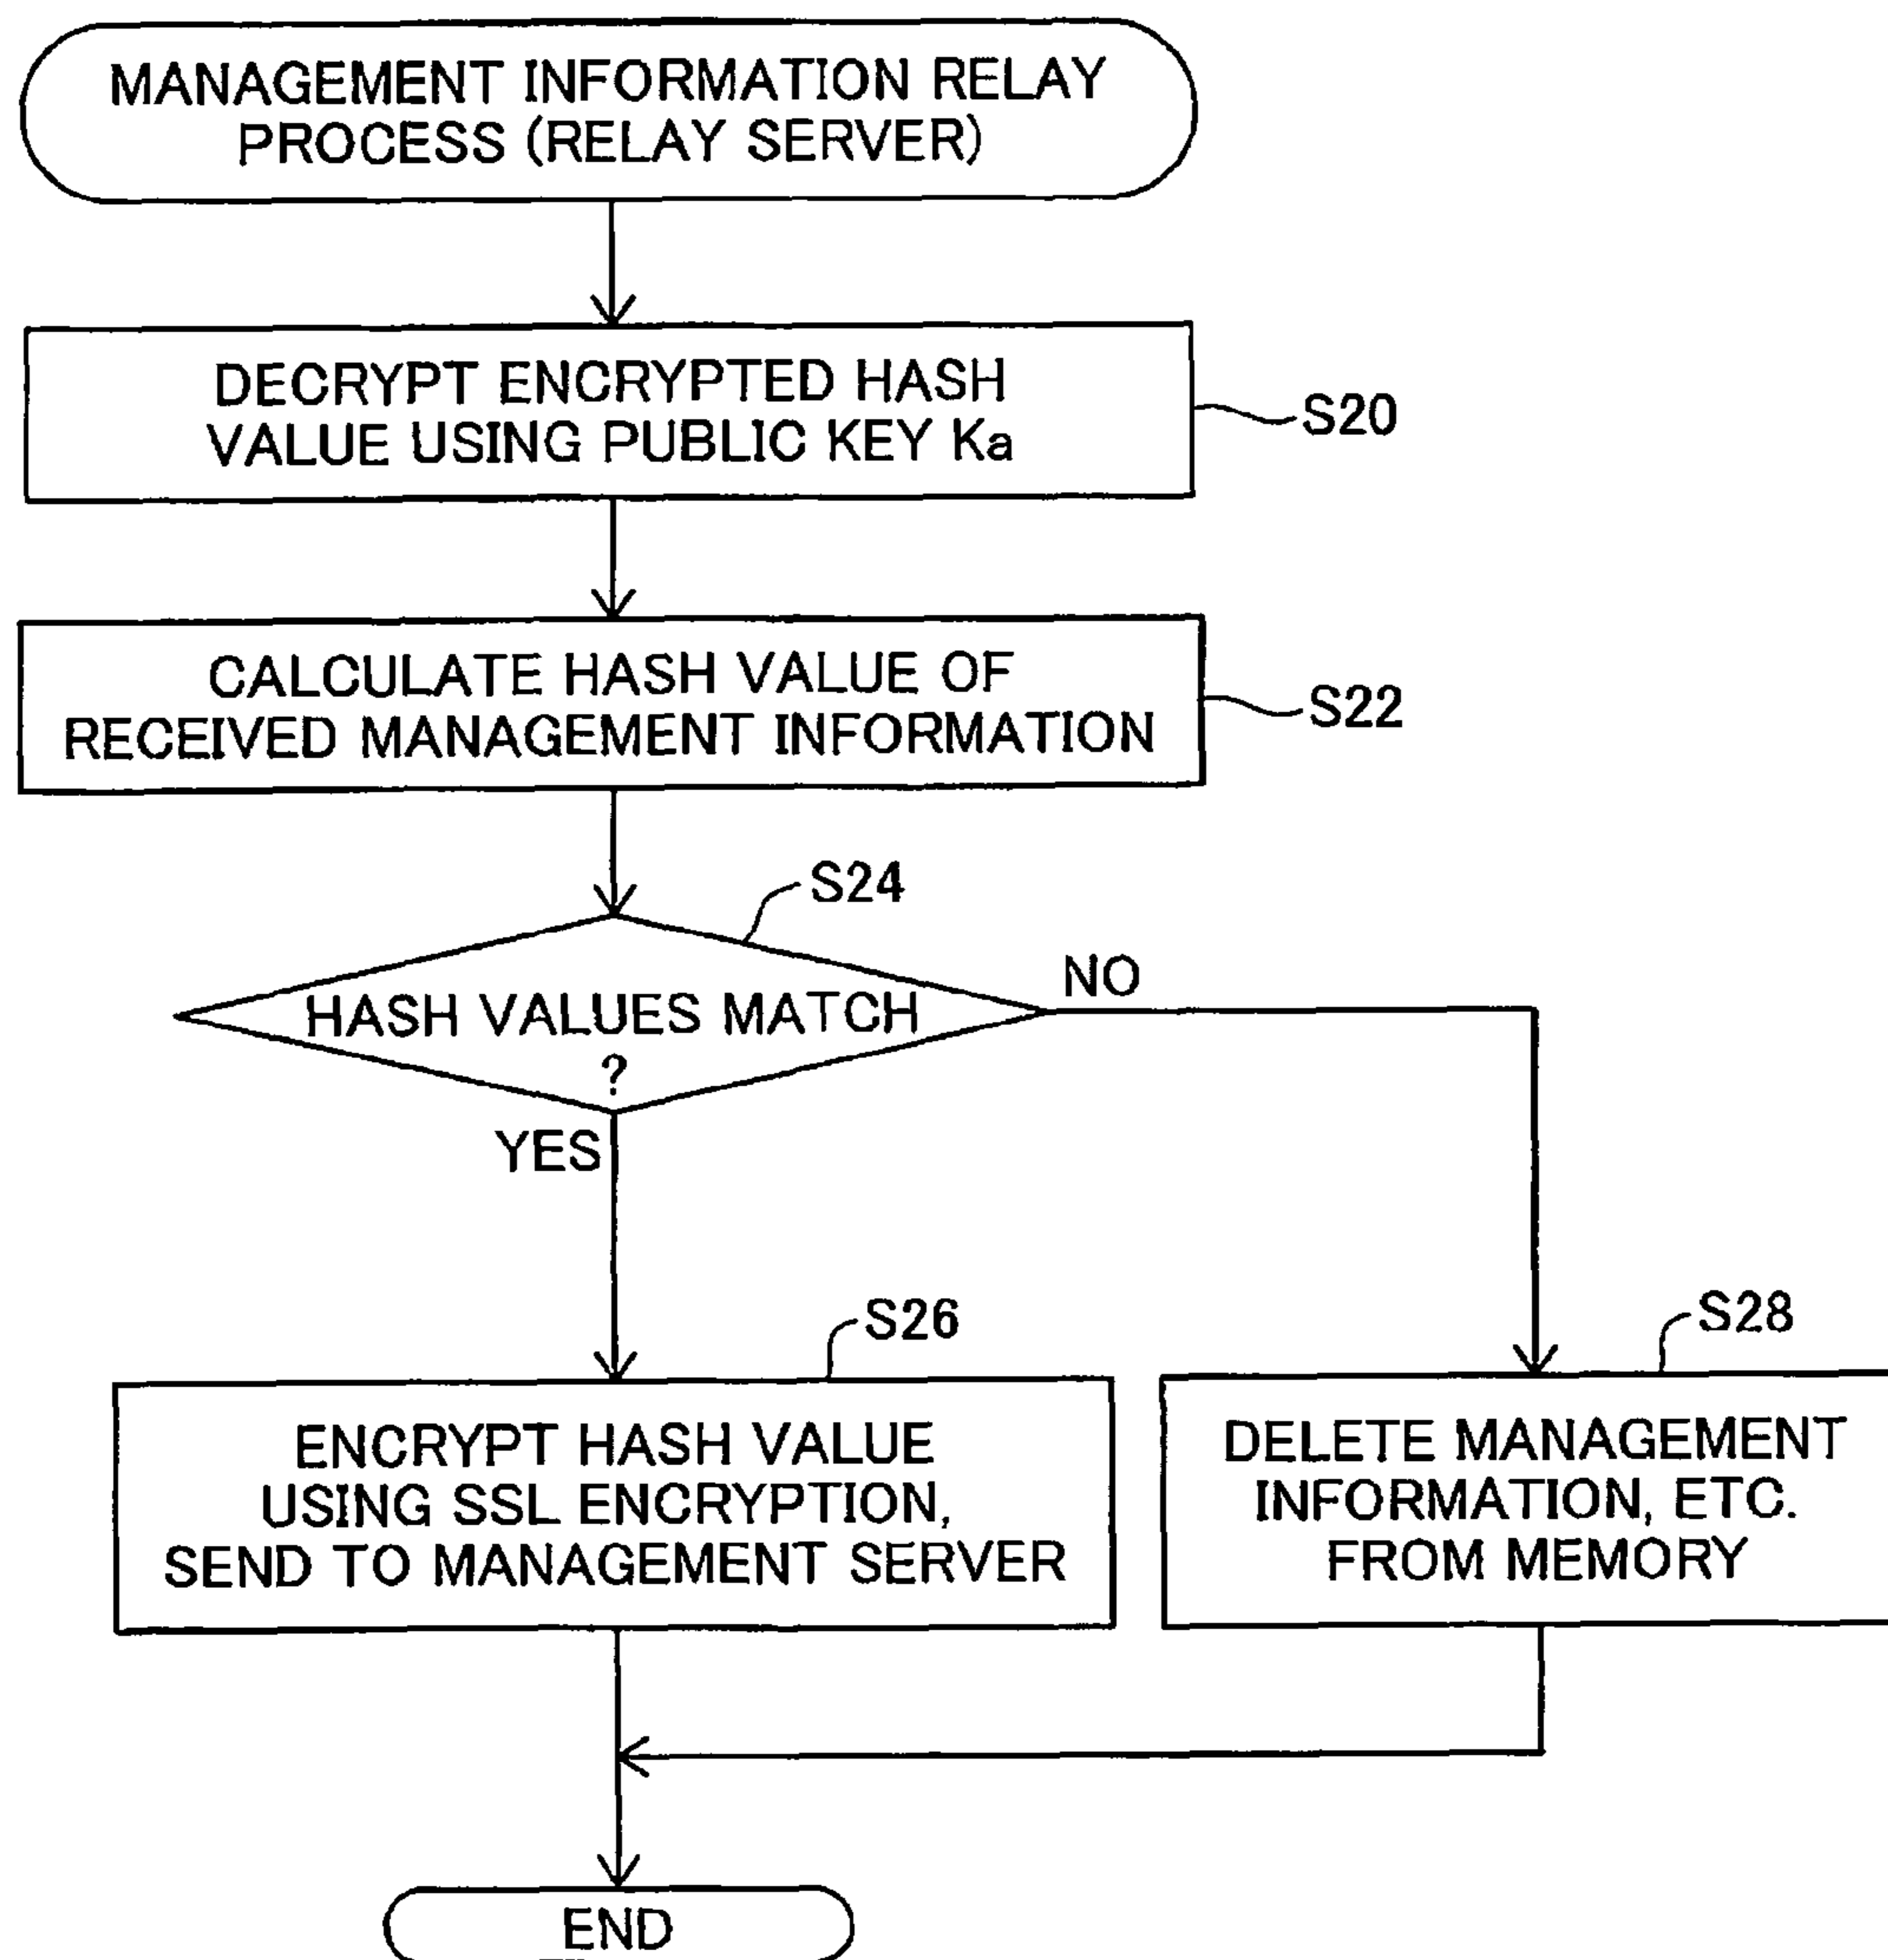 MANAGEMENT INFORMATION RELAY
PROCESS (RELAY SERVER)
DECRYPT ENCRYPTED HASH
VALUE USING PUBLIC KEY Ka
S20
CALCULATE HASH VALUE OF
RECEIVED MANAGEMENT INFORMATION
S22
S24
HASH VALUES MATCH
?
NO
YES
S26
ENCRYPT HASH VALUE
USING SSL ENCRYPTION,
SEND TO MANAGEMENT SERVER
S28
DELETE MANAGEMENT
INFORMATION, ETC.
FROM MEMORY
END